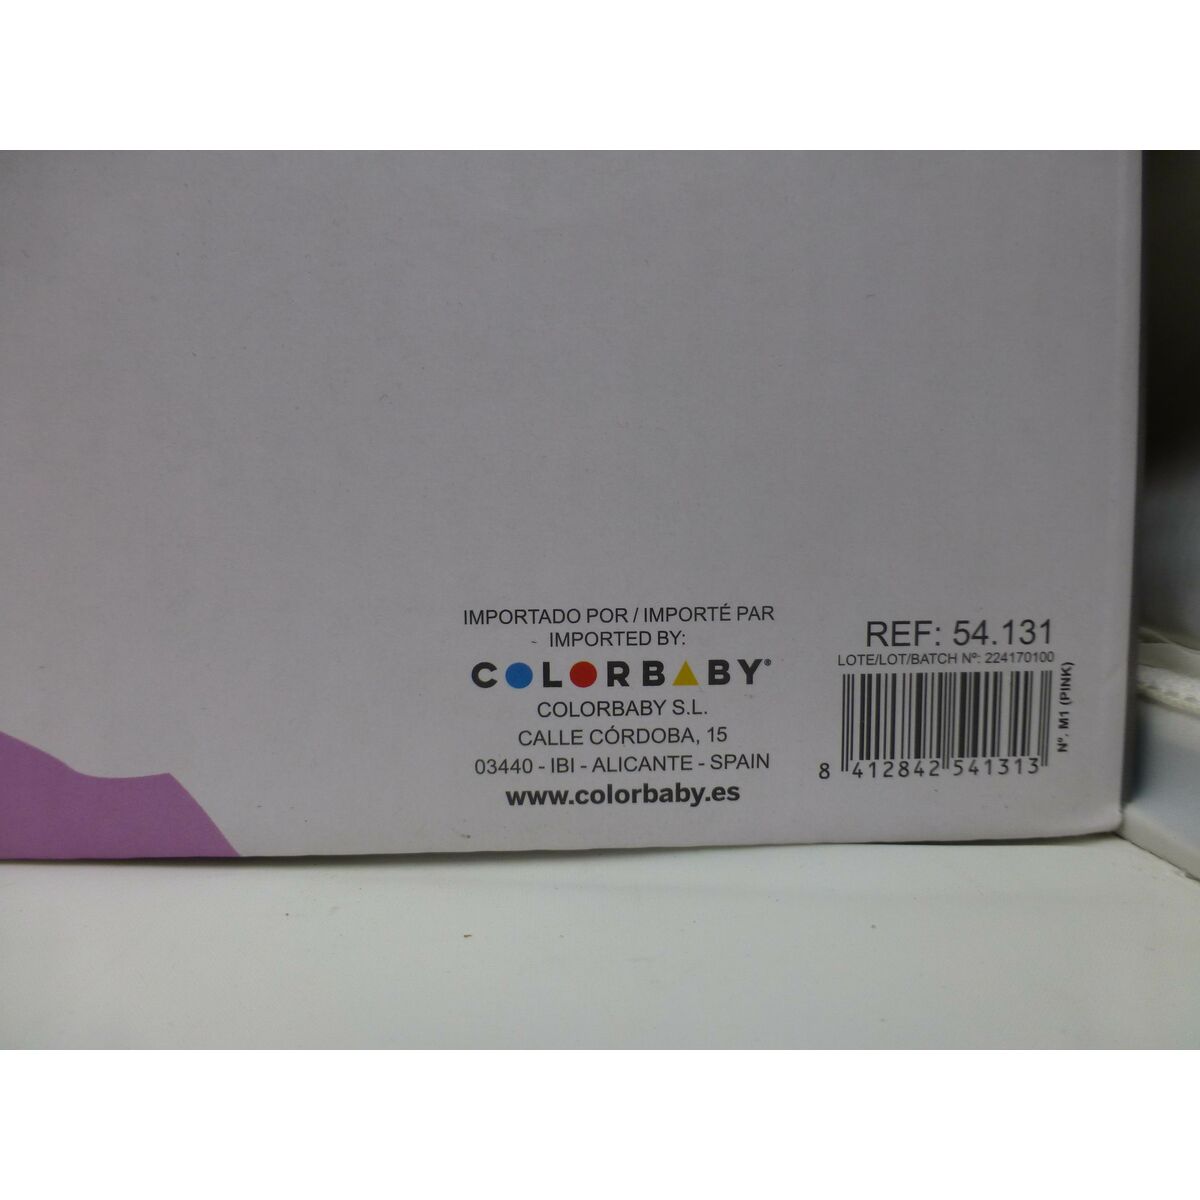 IMPORTADO POR / IMPORTÉ PAR
IMPORTED BY:
COLORBABY®
COLORBABY S.L.
CALLE CÓRDOBA, 15
03440 - IBI - ALICANTE - SPAIN
www.colorbaby.es
REF: 54.131
LOTE/LOT/BATCH Nº: 224170100
8 412842 541313
Nº. M1 (PINK)